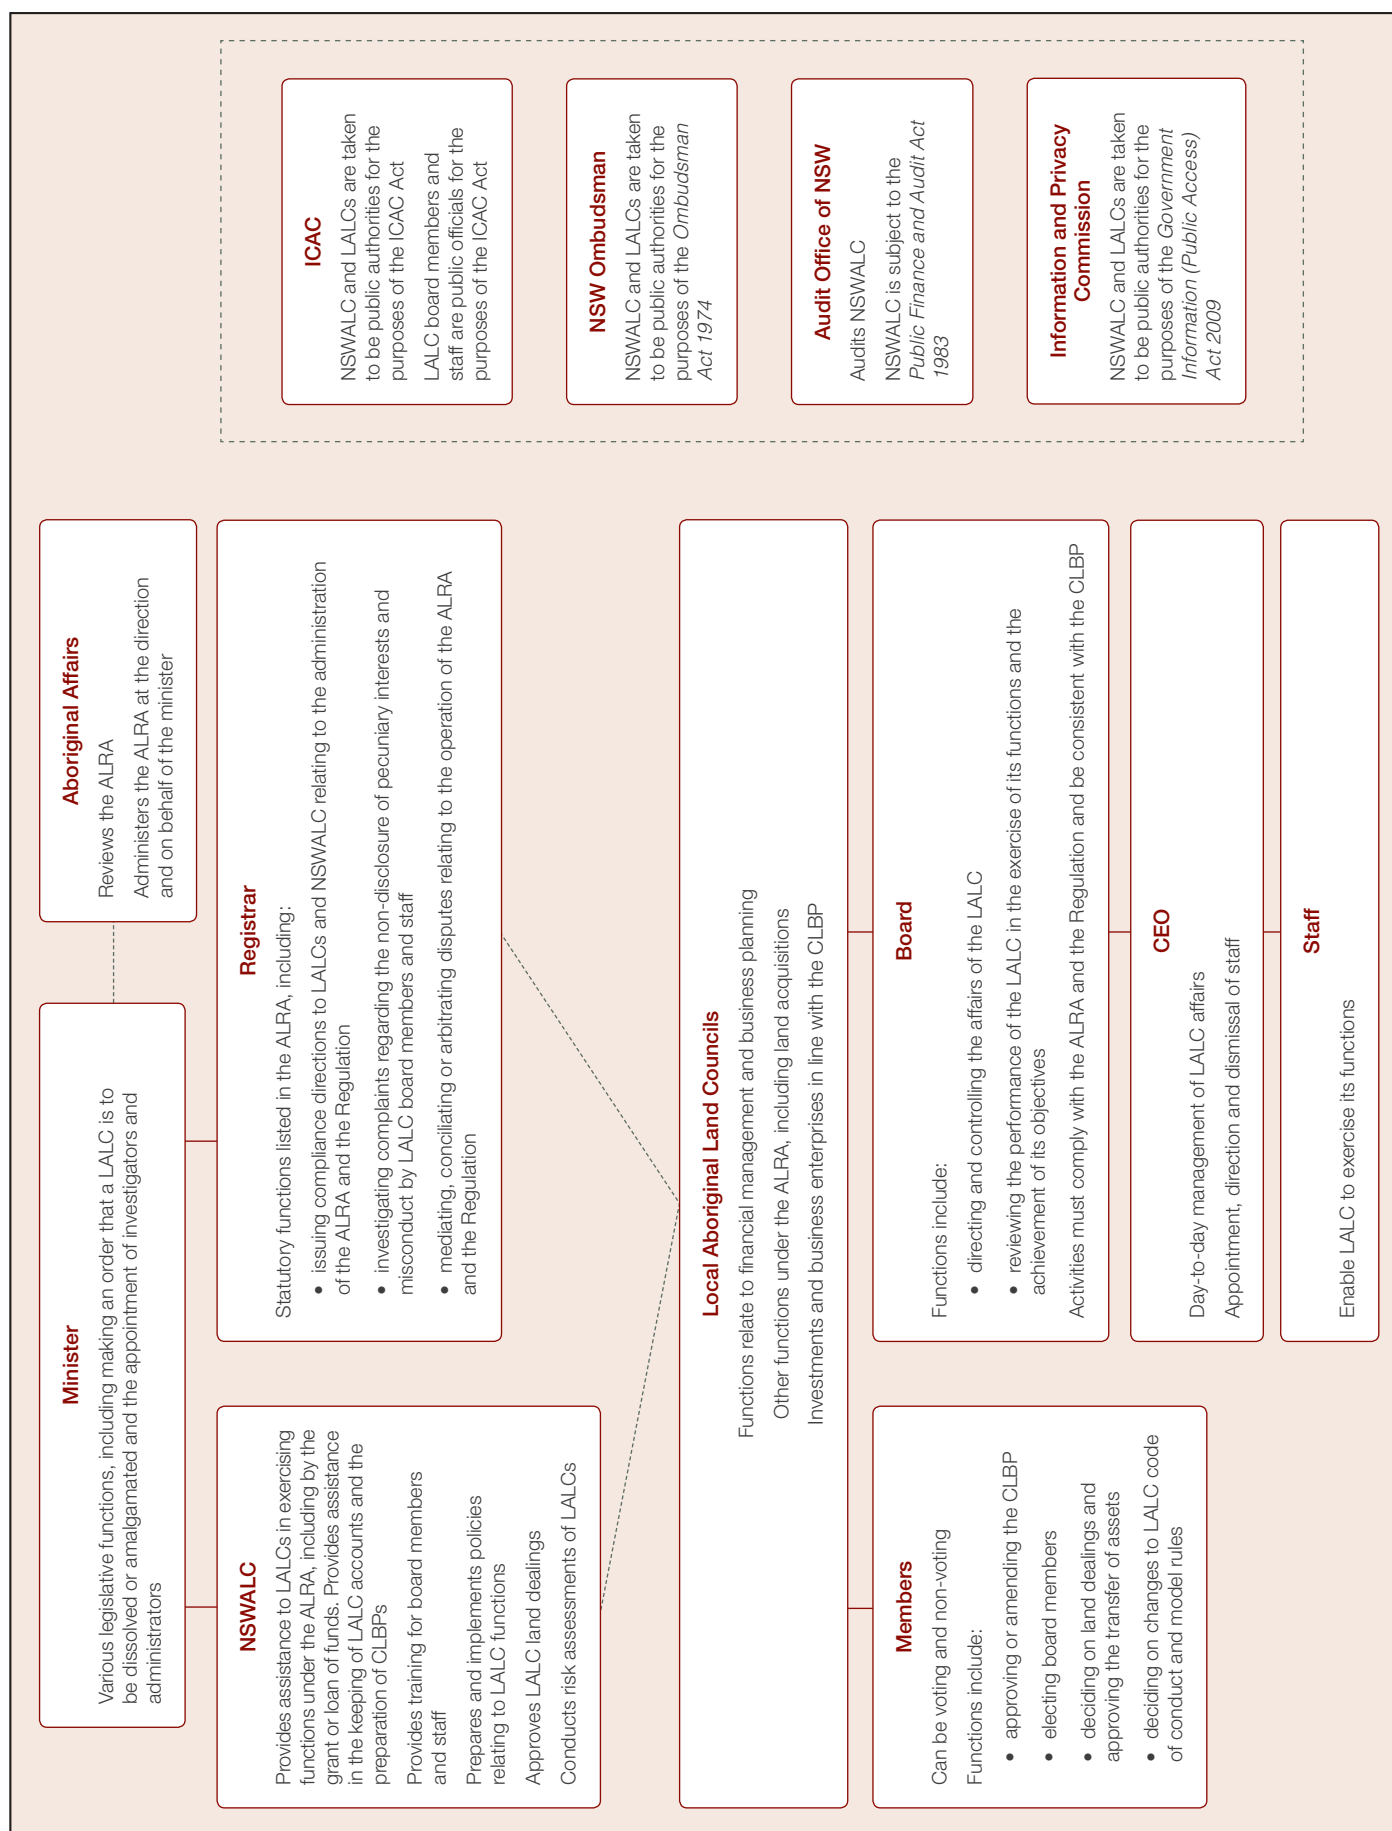 Minister
Various legislative functions, including making an order that a LALC is to
be dissolved or amalgamated and the appointment of investigators and
administrators
Aboriginal Affairs
Reviews the ALRA
Administers the ALRA at the direction
and on behalf of the minister
NSWALC
Provides assistance to LALCs in exercising
functions under the ALRA, including by the
grant or loan of funds. Provides assistance
in the keeping of LALC accounts and the
preparation of CLBPs
Provides training for board members
and staff
Prepares and implements policies
relating to LALC functions
Approves LALC land dealings
Conducts risk assessments of LALCs
Registrar
Statutory functions listed in the ALRA, including:
• issuing compliance directions to LALCs and NSWALC relating to the administration
of the ALRA and the Regulation
• investigating complaints regarding the non-disclosure of pecuniary interests and
misconduct by LALC board members and staff
• mediating, conciliating or arbitrating disputes relating to the operation of the ALRA
and the Regulation
Local Aboriginal Land Councils
Functions relate to financial management and business planning
Other functions under the ALRA, including land acquisitions
Investments and business enterprises in line with the CLBP
Members
Can be voting and non-voting
Functions include:
• approving or amending the CLBP
• electing board members
• deciding on land dealings and
approving the transfer of assets
• deciding on changes to LALC code
of conduct and model rules
Board
Functions include:
• directing and controlling the affairs of the LALC
• reviewing the performance of the LALC in the exercise of its functions and the
achievement of its objectives
Activities must comply with the ALRA and the Regulation and be consistent with the CLBP
CEO
Day-to-day management of LALC affairs
Appointment, direction and dismissal of staff
Staff
Enable LALC to exercise its functions
ICAC
NSWALC and LALCs are taken
to be public authorities for the
purposes of the ICAC Act
LALC board members and
staff are public officials for the
purposes of the ICAC Act
NSW Ombudsman
NSWALC and LALCs are taken
to be public authorities for the
purposes of the Ombudsman
Act 1974
Audit Office of NSW
Audits NSWALC
NSWALC is subject to the
Public Finance and Audit Act
1983
Information and Privacy
Commission
NSWALC and LALCs are taken
to be public authorities for the
purposes of the Government
Information (Public Access)
Act 2009